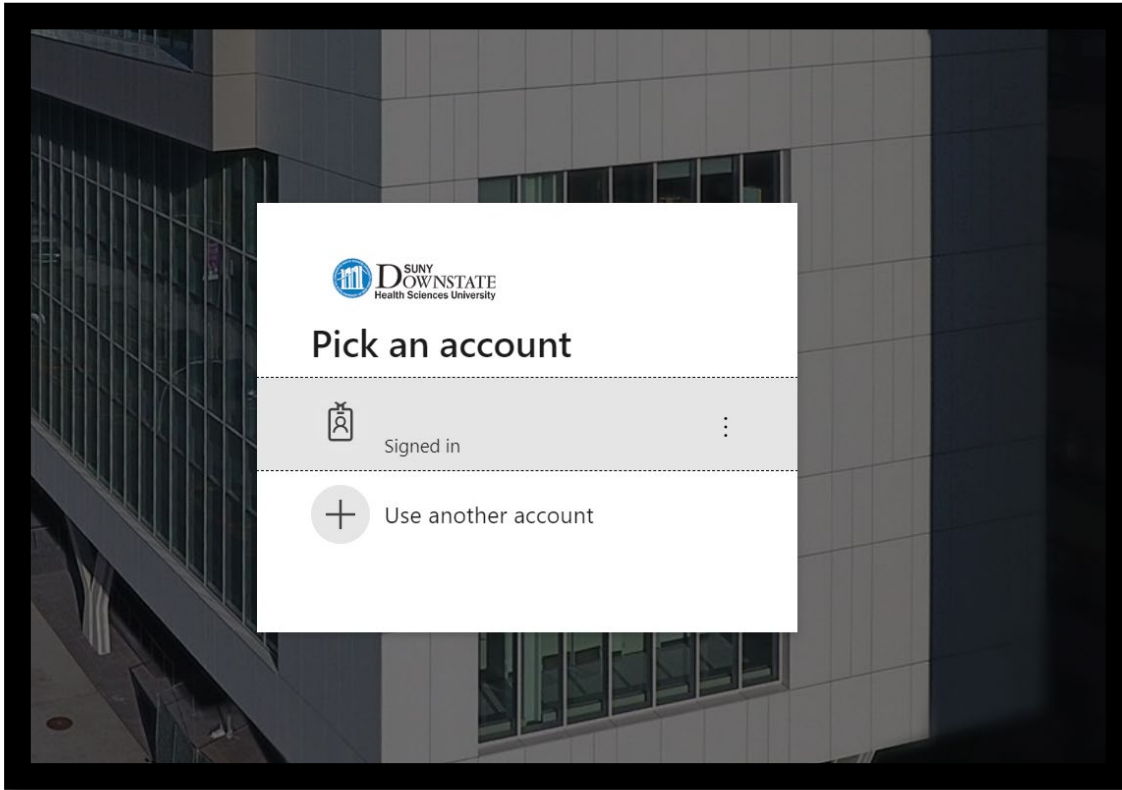 SUNY
DOWNSTATE
Health Sciences University
Pick an account
Signed in
Use another account